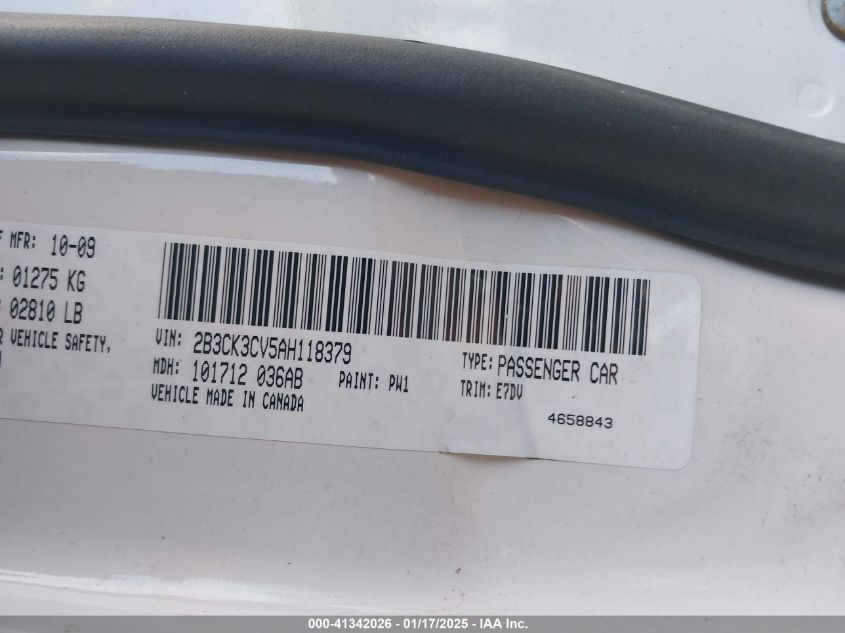 F MFR: 10-09
: 01275 KG
: 02810 LB
R VEHICLE SAFETY,
VIN: 2B3CK3CV5AH118379
MDH: 101712 036AB PAINT: PW1
VEHICLE MADE IN CANADA
TYPE: PASSENGER CAR
TRIM: E7DV
4658843
000-41342026 - 01/17/2025 - IAA Inc.